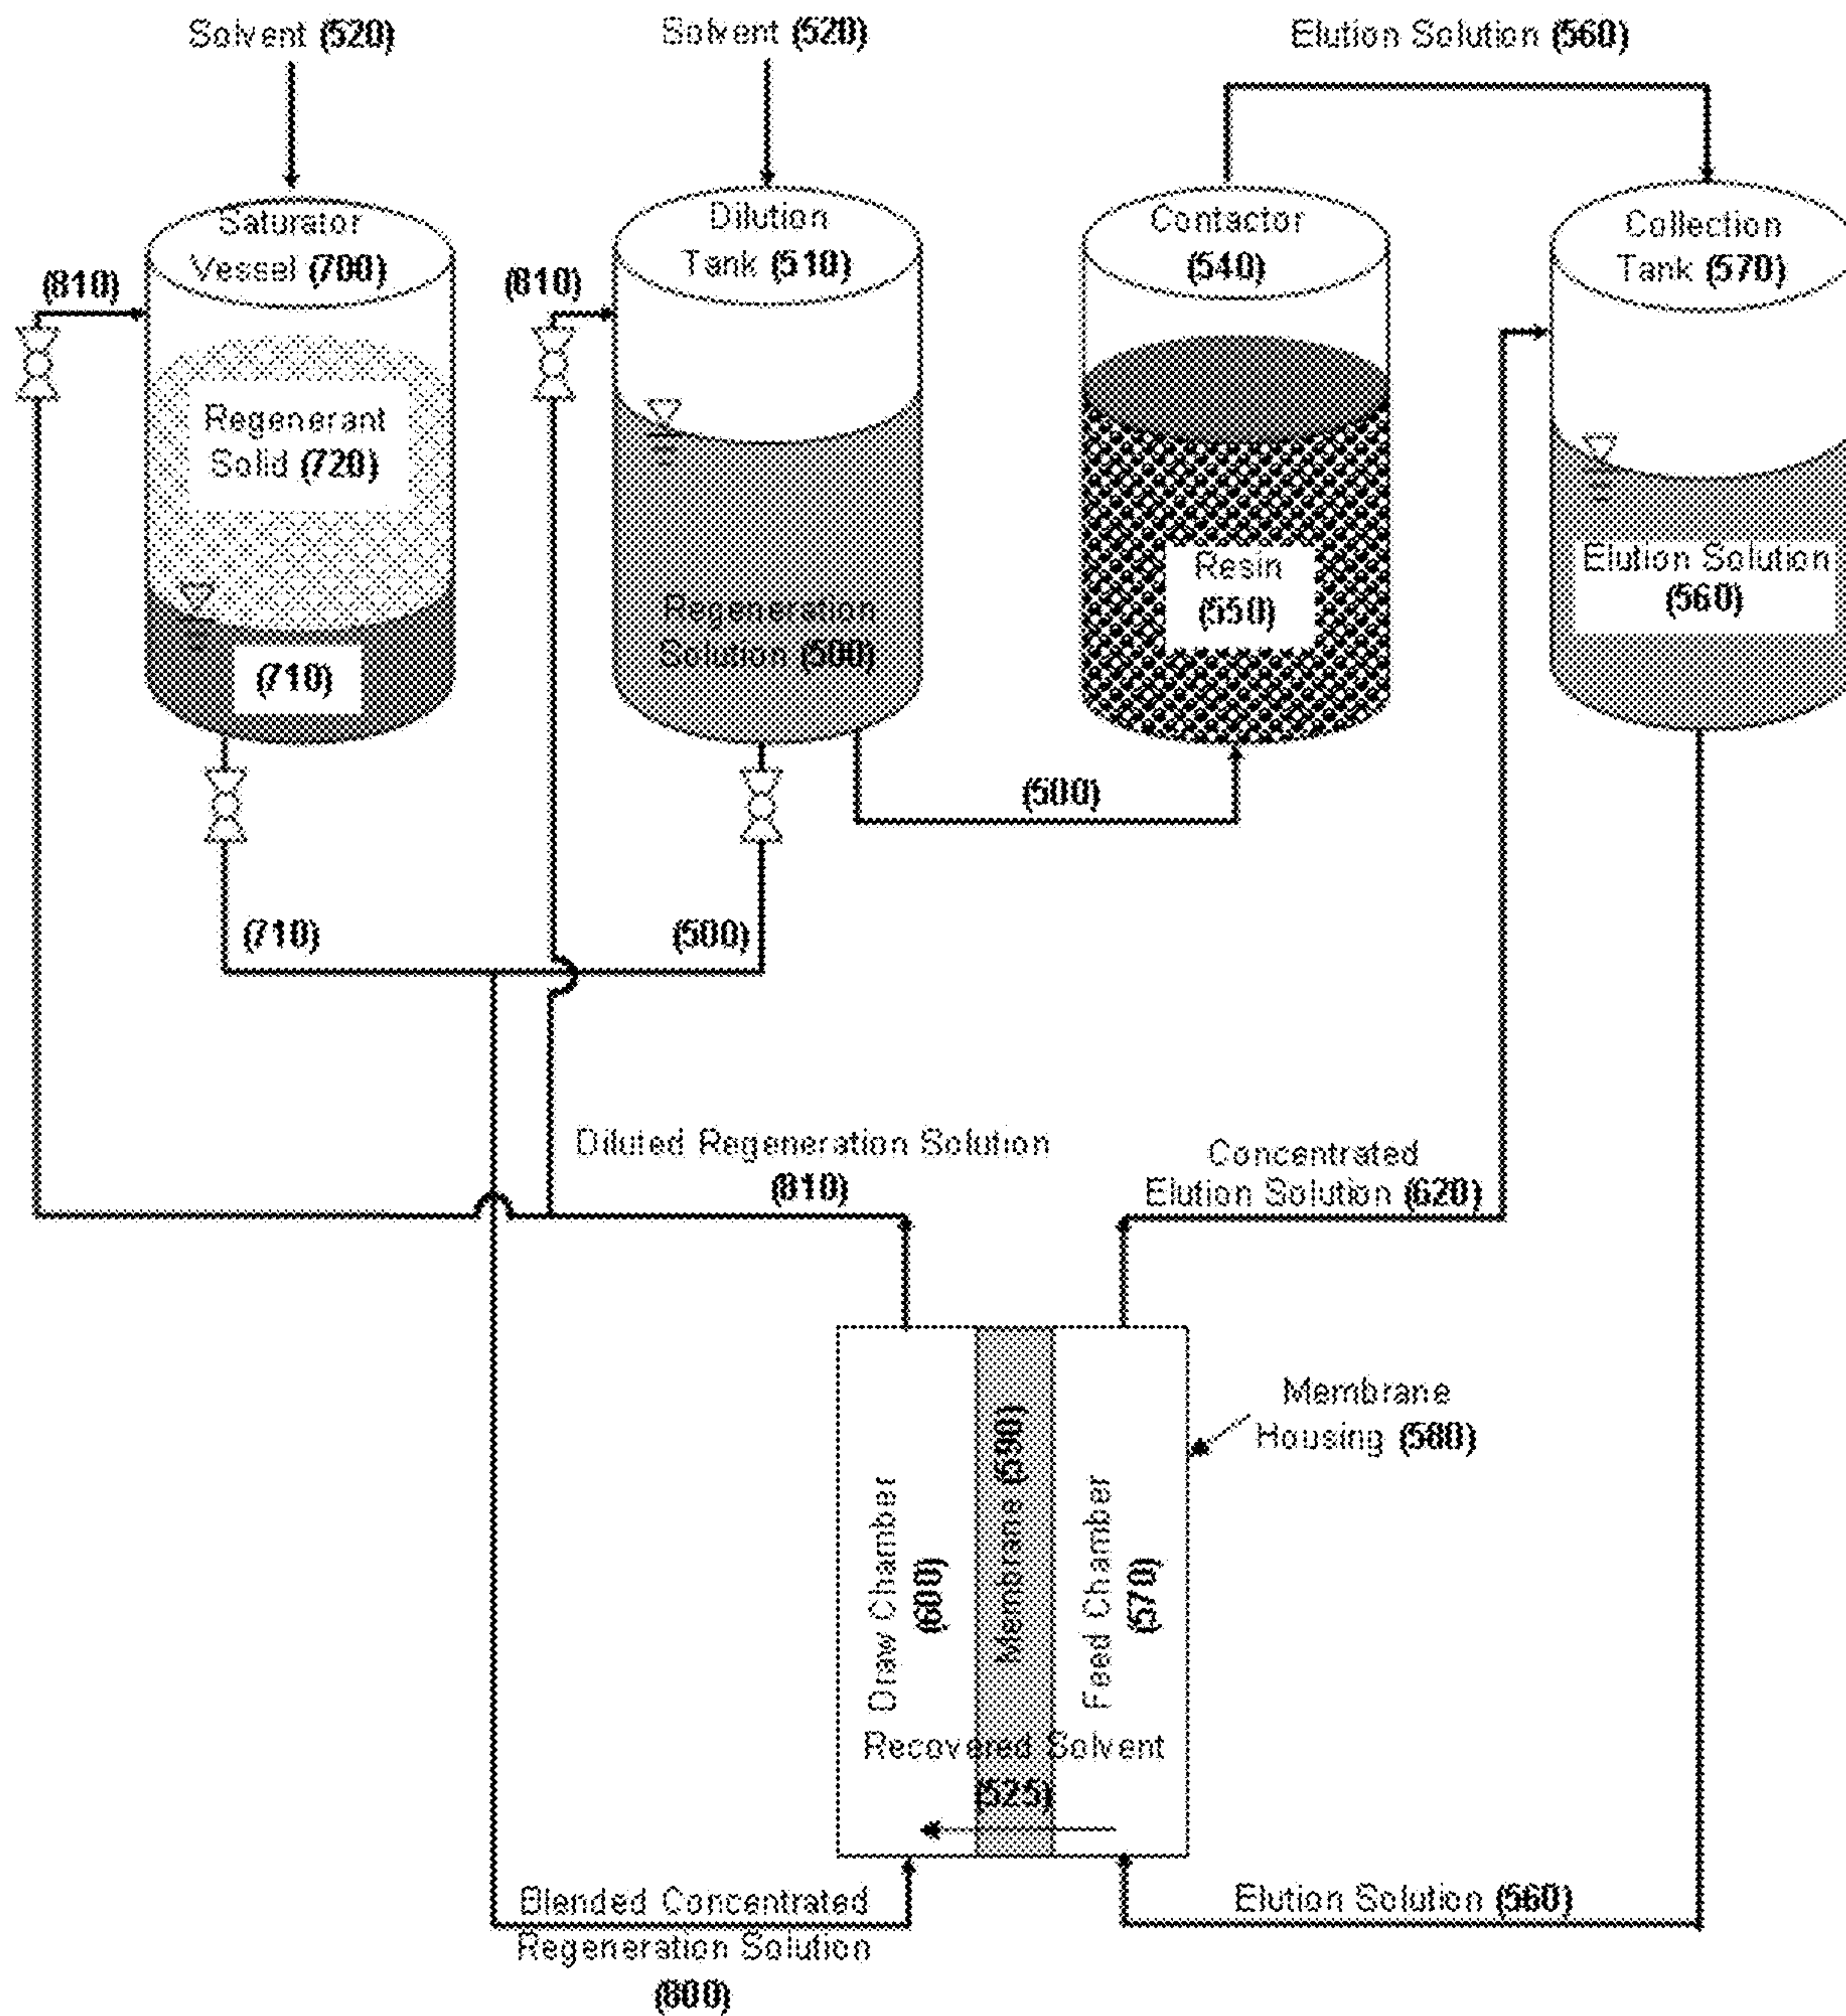 Solvent (520)
Solvent (520)
Elution Solution (560)
Saturator
Vessel (700)
Dilution
Tank (510)
Contactor
(540)
Collection
Tank (570)
(810)
(810)
Regenerant
Solid (720)
Resin
(550)
Elution Solution
(560)
Regeneration
Solution (500)
(710)
(500)
(710)
(500)
Diluted Regeneration Solution
(810)
Concentrated
Elution Solution (620)
Membrane
Housing (580)
Draw Chamber
(600)
Membrane (590)
Feed Chamber
(570)
Recovered Solvent
(525)
Blended Concentrated
Regeneration Solution
(800)
Elution Solution (560)